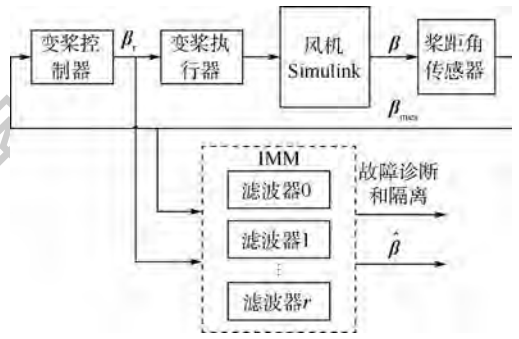 变桨控
制器
βr
变桨执
行器
风机
Simulink
β
桨距角
传感器
βmes
IMM
滤波器0
滤波器1
⋮
滤波器r
故障诊断
和隔离
β̂